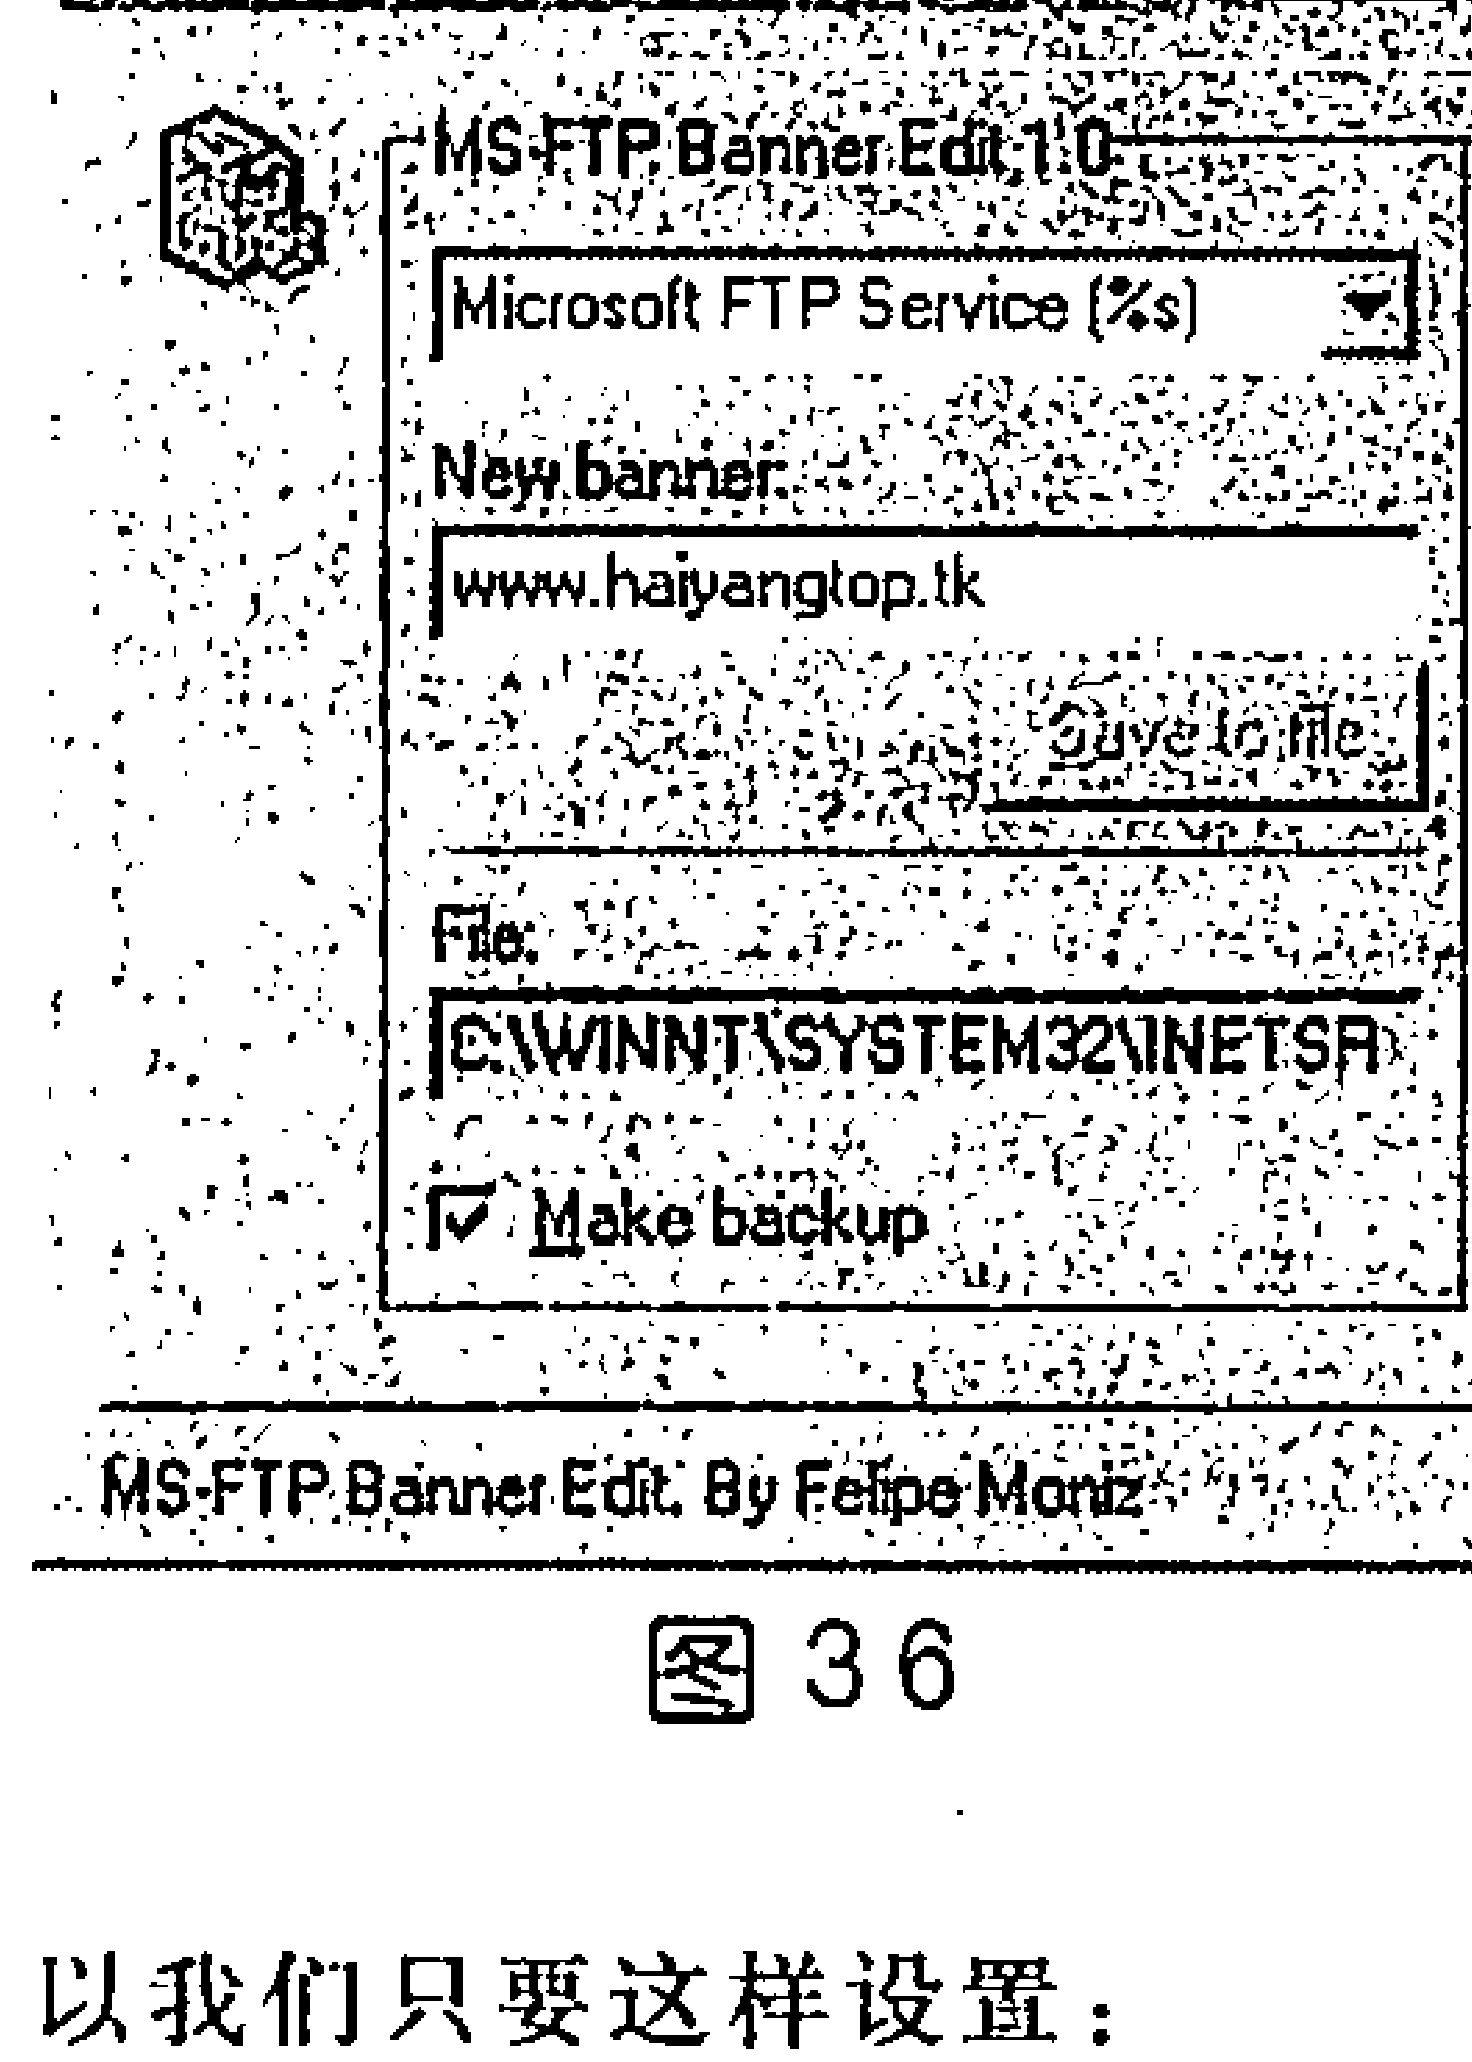 MS FTP Banner Edit 1.0
Microsoft FTP Service (%s)
New banner:
www.haiyangtop.tk
Save to file
File:
C:\WINNT\SYSTEM32\INETSR
Make backup
MS FTP Banner Edit. By Felipe Moniz
图 36
以我们只要这样设置：